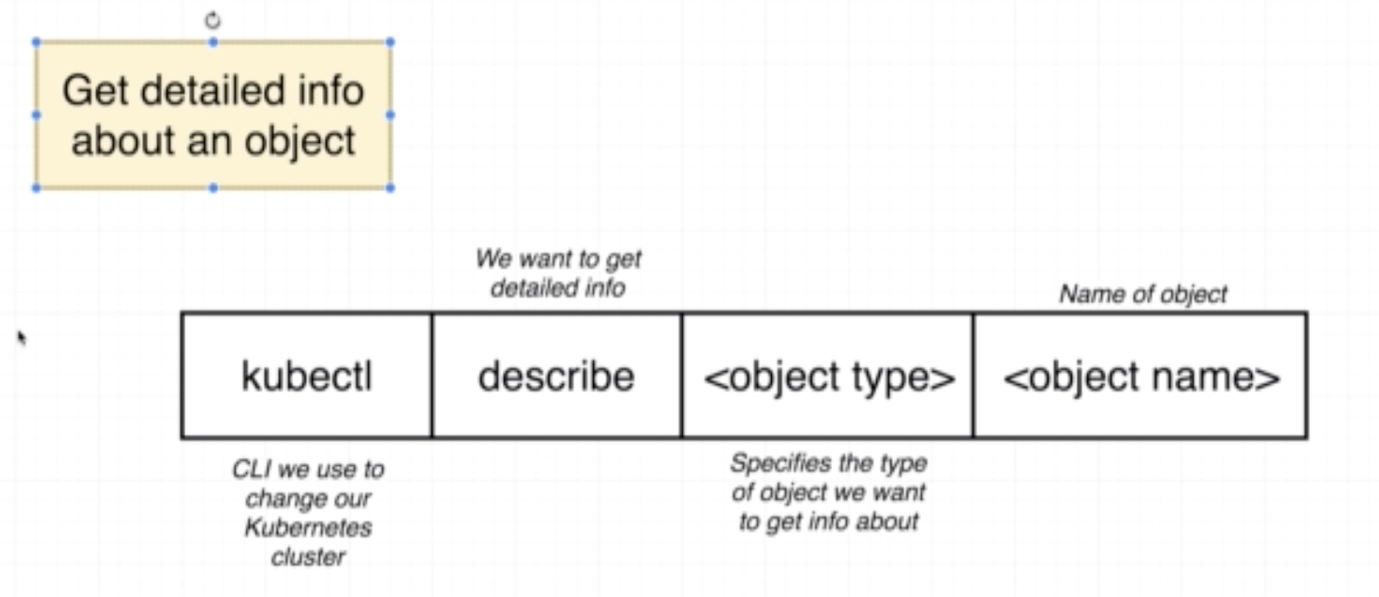 Get detailed info
about an object
We want to get
detailed info
Name of object
kubectl
describe
<object type>
<object name>
CLI we use to
change our
Kubernetes
cluster
Specifies the type
of object we want
to get info about